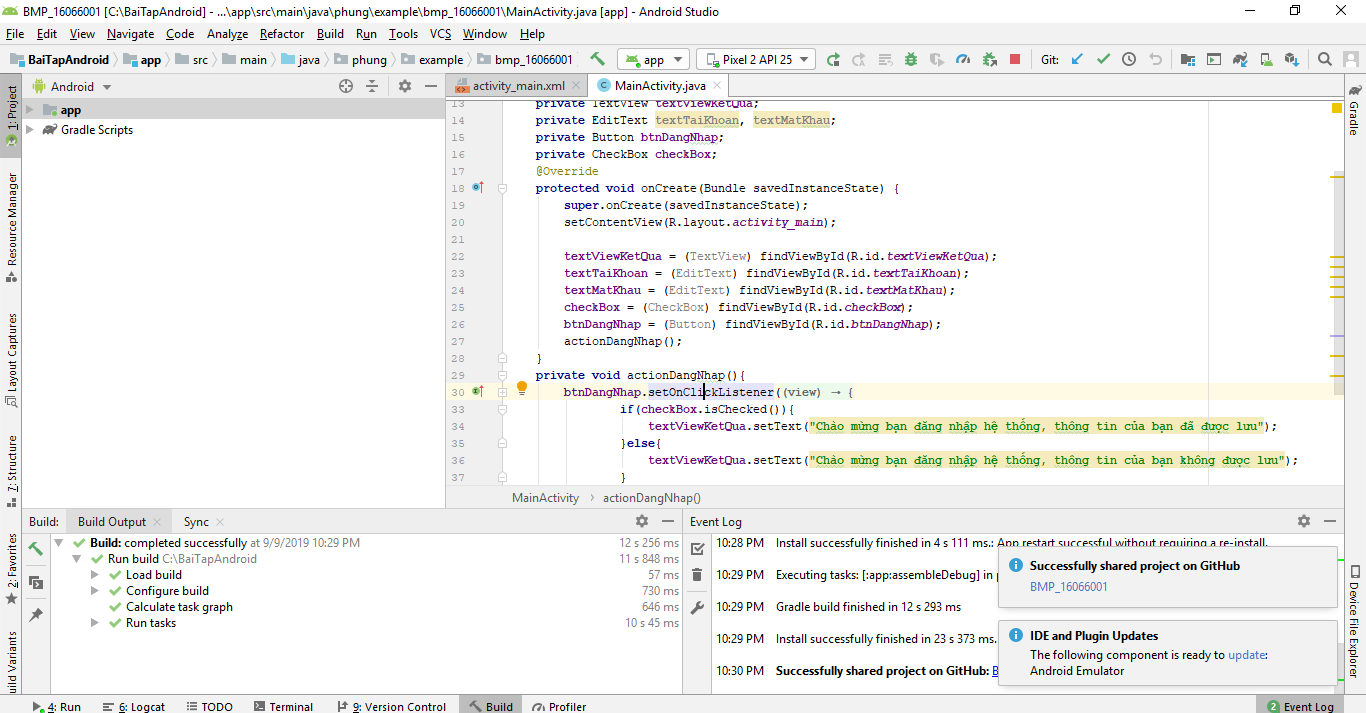 BMP_16066001 [C:\BaiTapAndroid] - ...\app\src\main\java\phung\example\bmp_16066001\MainActivity.java [app] - Android Studio
File Edit View Navigate Code Analyze Refactor Build Run Tools VCS Window Help
BaiTapAndroid app src main java phung example bmp_16066001 app Pixel 2 API 25 Git:
1: Project
Resource Manager
Layout Captures
7: Structure
2: Favorites
uild Variants
Android
app
Gradle Scripts
activity_main.xml MainActivity.java
13 private TextView textViewKetQua;
14 private EditText textTaiKhoan, textMatKhau;
15 private Button btnDangNhap;
16 private CheckBox checkBox;
17 @Override
18 protected void onCreate(Bundle savedInstanceState) {
19 super.onCreate(savedInstanceState);
20 setContentView(R.layout.activity_main);
21
22 textViewKetQua = (TextView) findViewById(R.id.textViewKetQua);
23 textTaiKhoan = (EditText) findViewById(R.id.textTaiKhoan);
24 textMatKhau = (EditText) findViewById(R.id.textMatKhau);
25 checkBox = (CheckBox) findViewById(R.id.checkBox);
26 btnDangNhap = (Button) findViewById(R.id.btnDangNhap);
27 actionDangNhap();
28 }
29 private void actionDangNhap(){
30 btnDangNhap.setOnClickListener((view) → {
33 if(checkBox.isChecked()){
34 textViewKetQua.setText("Chào mừng bạn đăng nhập hệ thống, thông tin của bạn đã được lưu");
35 }else{
36 textViewKetQua.setText("Chào mừng bạn đăng nhập hệ thống, thông tin của bạn không được lưu");
37 }
MainActivity › actionDangNhap()
Gradle
Device File Explorer
Build: Build Output Sync
Build: completed successfully at 9/9/2019 10:29 PM 12 s 256 ms
Run build C:\BaiTapAndroid 11 s 848 ms
Load build 57 ms
Configure build 730 ms
Calculate task graph 646 ms
Run tasks 10 s 45 ms
Event Log
10:28 PM Install successfully finished in 4 s 111 ms.: App restart successful without requiring a re-install.
10:29 PM Executing tasks: [:app:assembleDebug] in p
10:29 PM Gradle build finished in 12 s 293 ms
10:29 PM Install successfully finished in 23 s 373 ms.
10:30 PM Successfully shared project on GitHub: B
Successfully shared project on GitHub
BMP_16066001
IDE and Plugin Updates
The following component is ready to update:
Android Emulator
4: Run 6: Logcat TODO Terminal 9: Version Control Build Profiler 2 Event Log